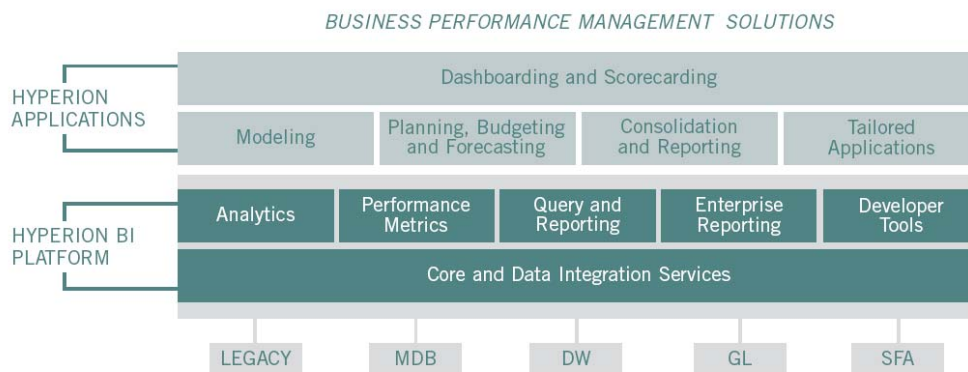 BUSINESS PERFORMANCE MANAGEMENT SOLUTIONS
HYPERION
APPLICATIONS
Dashboarding and Scorecarding
Modeling
Planning, Budgeting
and Forecasting
Consolidation
and Reporting
Tailored
Applications
HYPERION BI
PLATFORM
Analytics
Performance
Metrics
Query and
Reporting
Enterprise
Reporting
Developer
Tools
Core and Data Integration Services
LEGACY
MDB
DW
GL
SFA